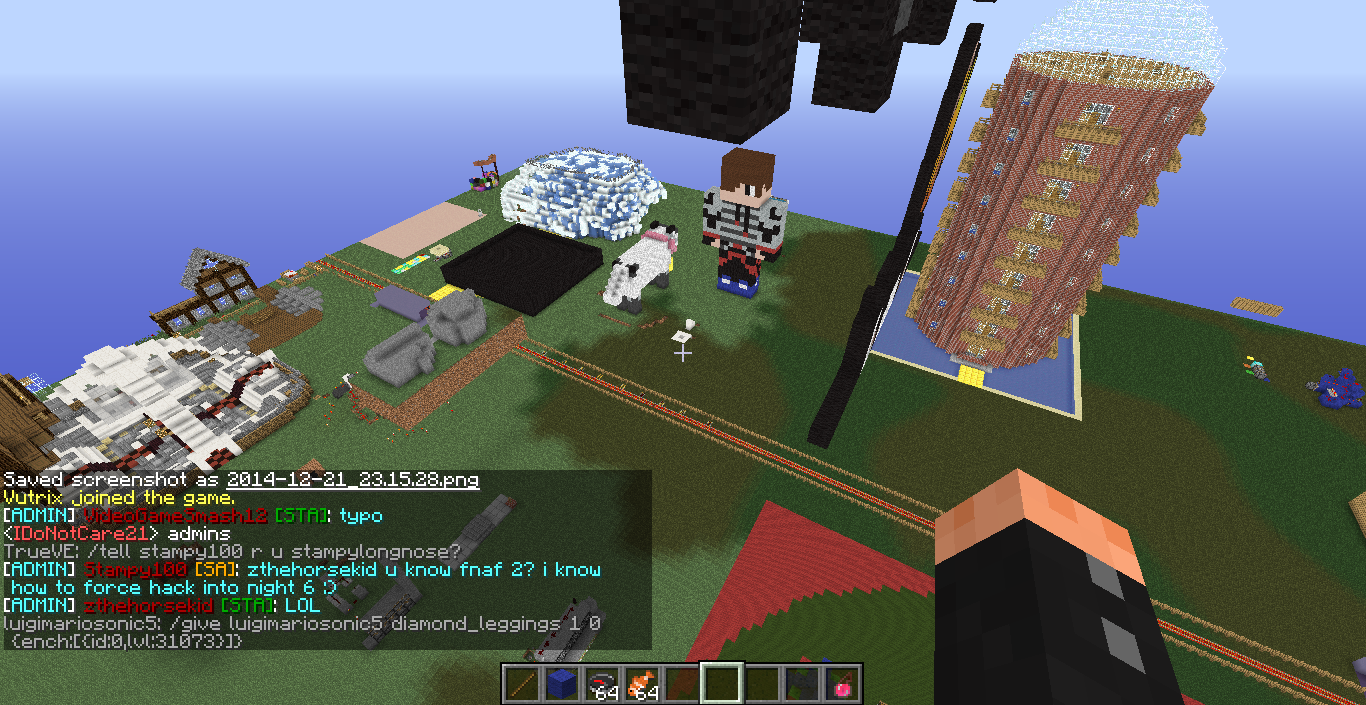 Saved screenshot as 2014-12-21_23.15.28.png
Vutrix joined the game.
[ADMIN] VideoGameSmash12 [STA]: typo
<IDoNotCare21> admins
TrueVE: /tell stampy100 r u stampylongnose?
[ADMIN] Stampy100 [SA]: zthehorsekid u know fnaf 2? i know
how to force hack into night 6 :)
[ADMIN] zthehorsekid [STA]: LOL
luigimariosonic5: /give luigimariosonic5 diamond_leggings 1 0
{ench:[{id:0,lvl:31073}]}
64 64